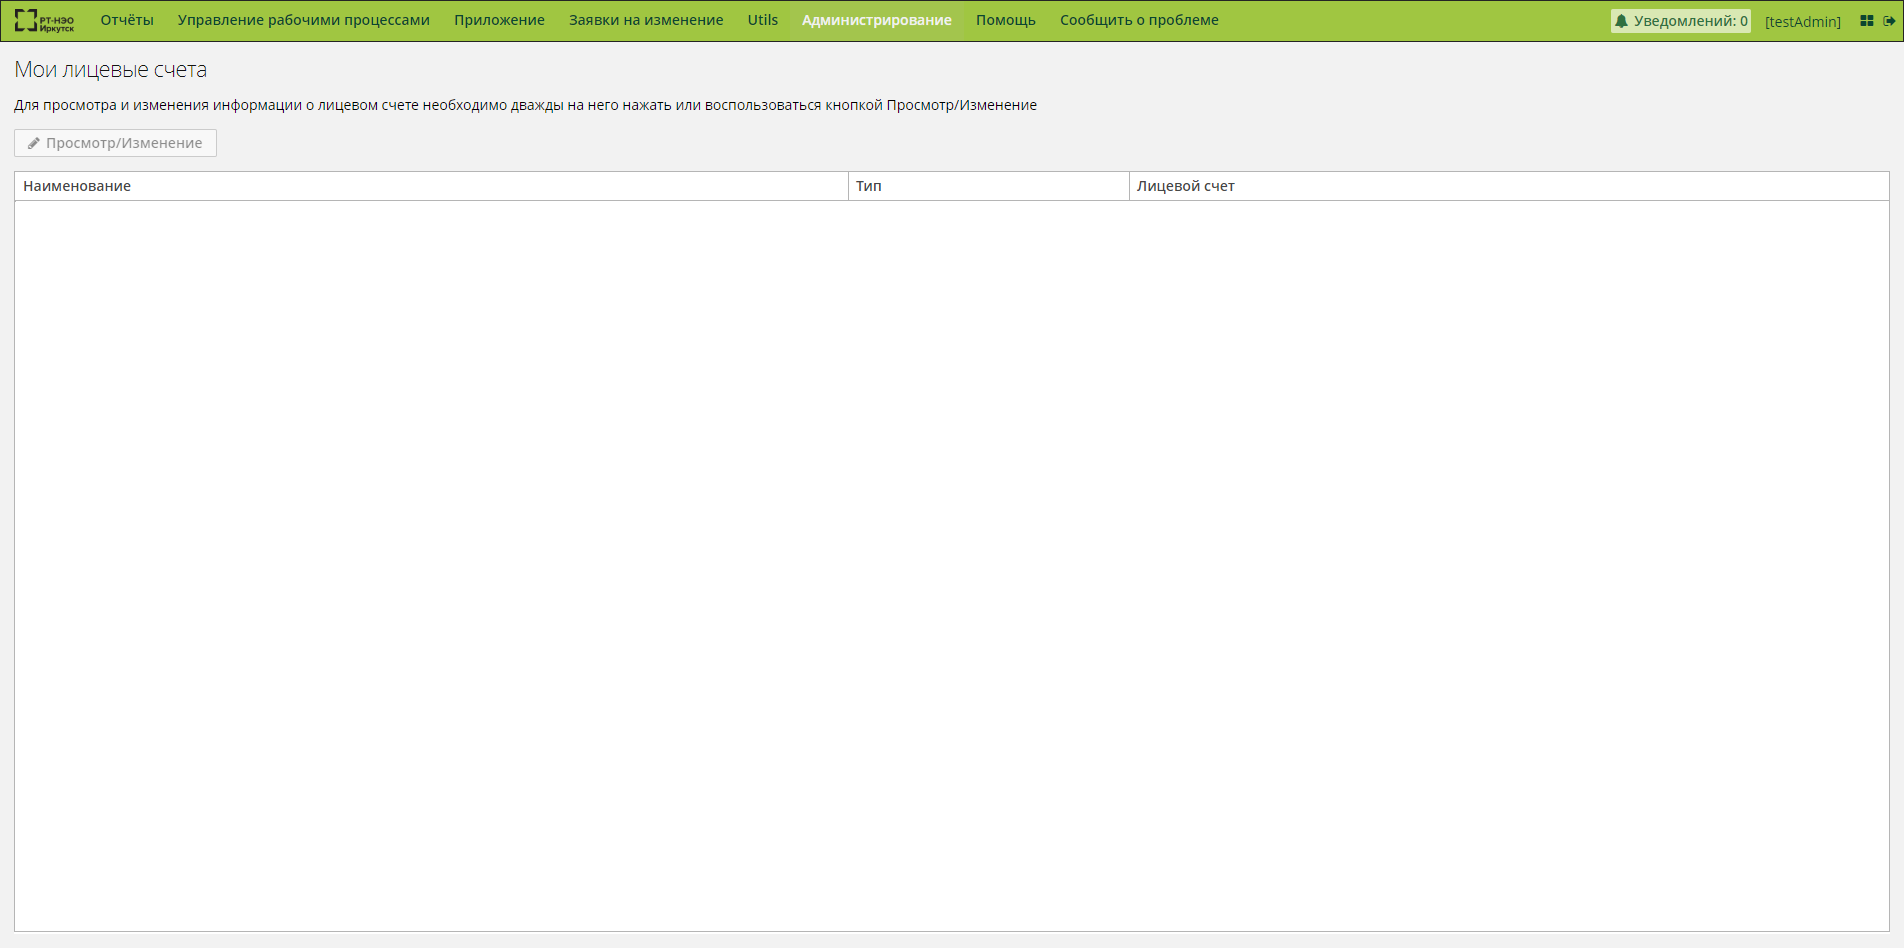 РТ-НЭО Иркутск Отчёты Управление рабочими процессами Приложение Заявки на изменение Utils Администрирование Помощь Сообщить о проблеме Уведомлений: 0 [testAdmin]
Мои лицевые счета
Для просмотра и изменения информации о лицевом счете необходимо дважды на него нажать или воспользоваться кнопкой Просмотр/Изменение
Просмотр/Изменение
Наименование Тип Лицевой счет